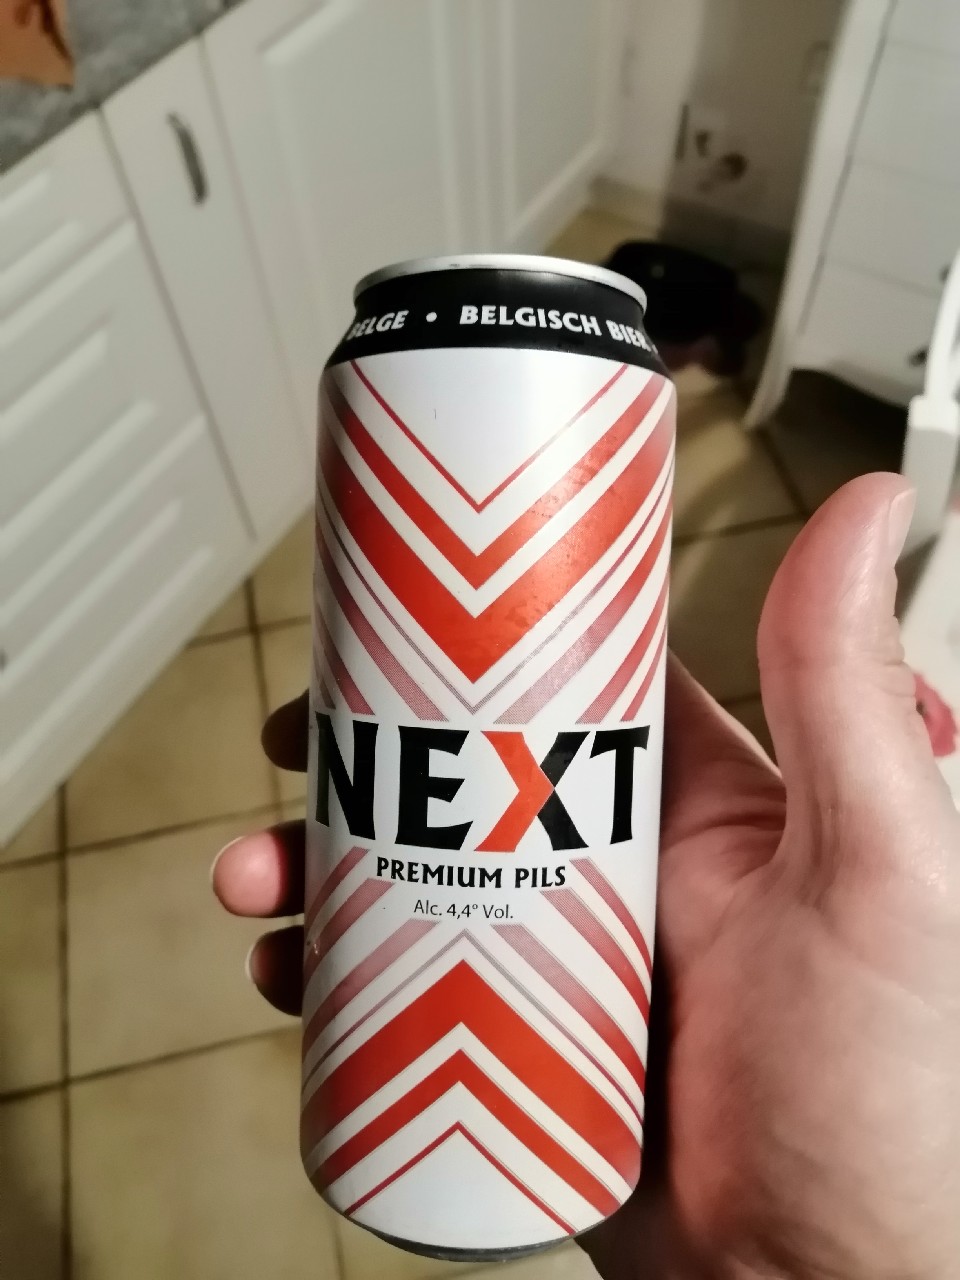 BELGE • BELGISCH BIER
NEXT
PREMIUM PILS
Alc. 4,4° Vol.